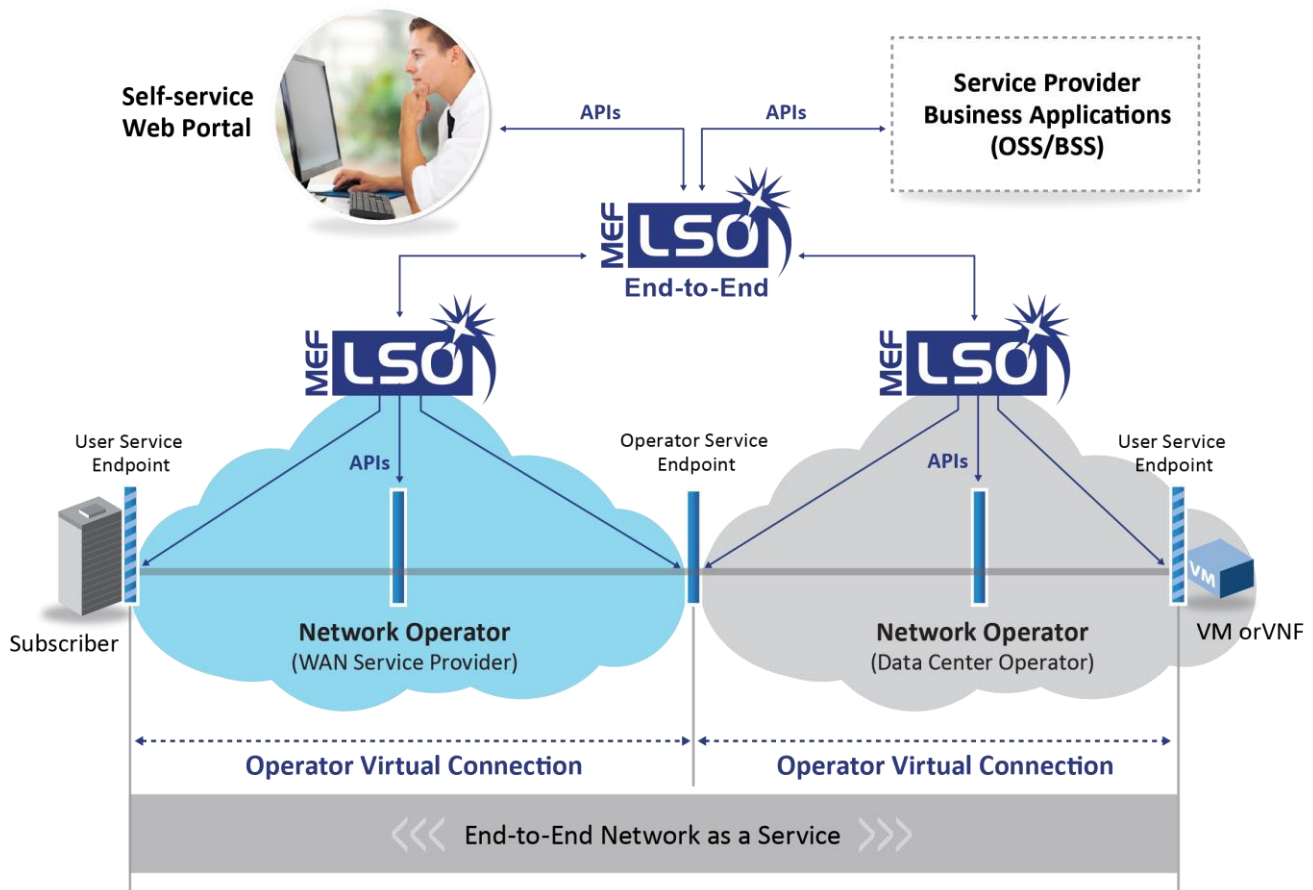 Self-service
Web Portal
APIs
APIs
Service Provider
Business Applications
(OSS/BSS)
MEF
LSO
End-to-End
MEF
LSO
MEF
LSO
User Service
Endpoint
APIs
Operator Service
Endpoint
APIs
User Service
Endpoint
VM
Subscriber
Network Operator
(WAN Service Provider)
Network Operator
(Data Center Operator)
VM orVNF
Operator Virtual Connection
Operator Virtual Connection
End-to-End Network as a Service